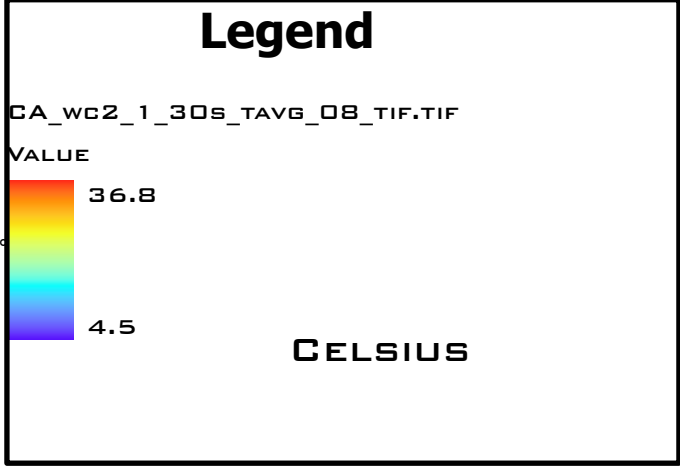 Legend
CA_wc2_1_30s_tavg_08_tif.tif
Value
36.8
4.5
Celsius